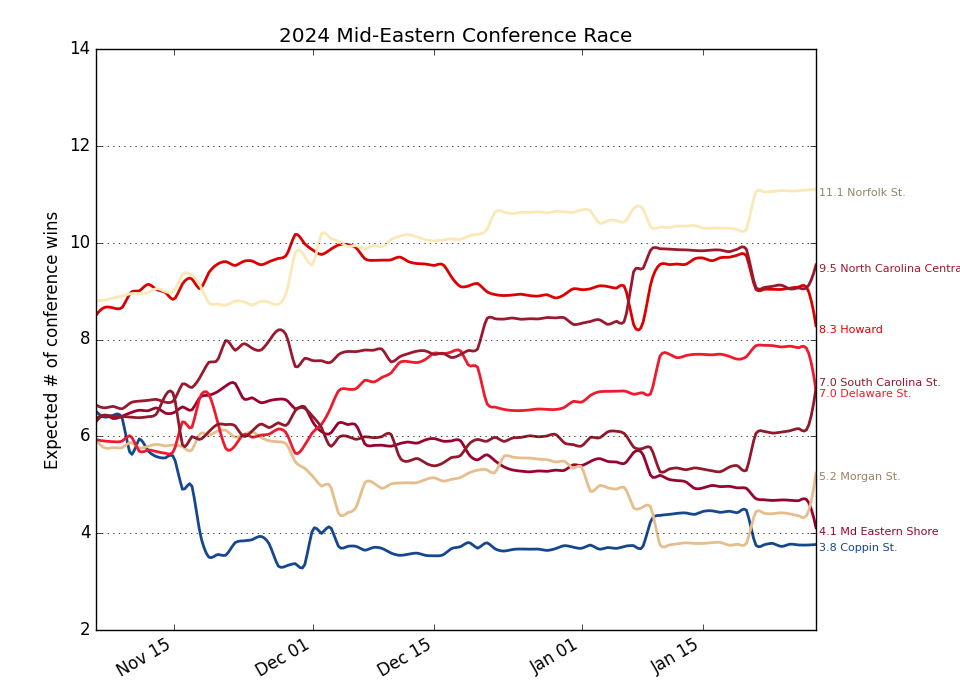 2024 Mid-Eastern Conference Race
Expected # of conference wins
14
12
10
8
6
4
2
Nov 15
Dec 01
Dec 15
Jan 01
Jan 15
11.1 Norfolk St.
9.5 North Carolina Centra
8.3 Howard
7.0 South Carolina St.
7.0 Delaware St.
5.2 Morgan St.
4.1 Md Eastern Shore
3.8 Coppin St.